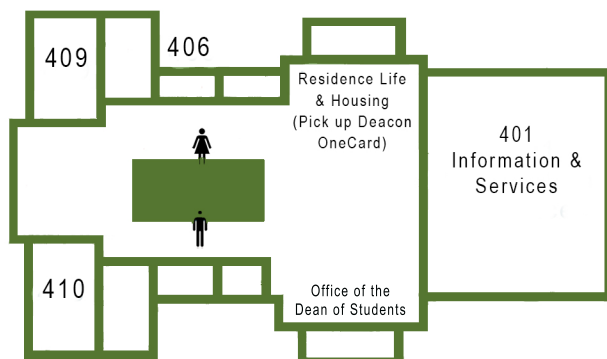 409
406
Residence Life
& Housing
(Pick up Deacon
OneCard)
401
Information &
Services
410
Office of the
Dean of Students